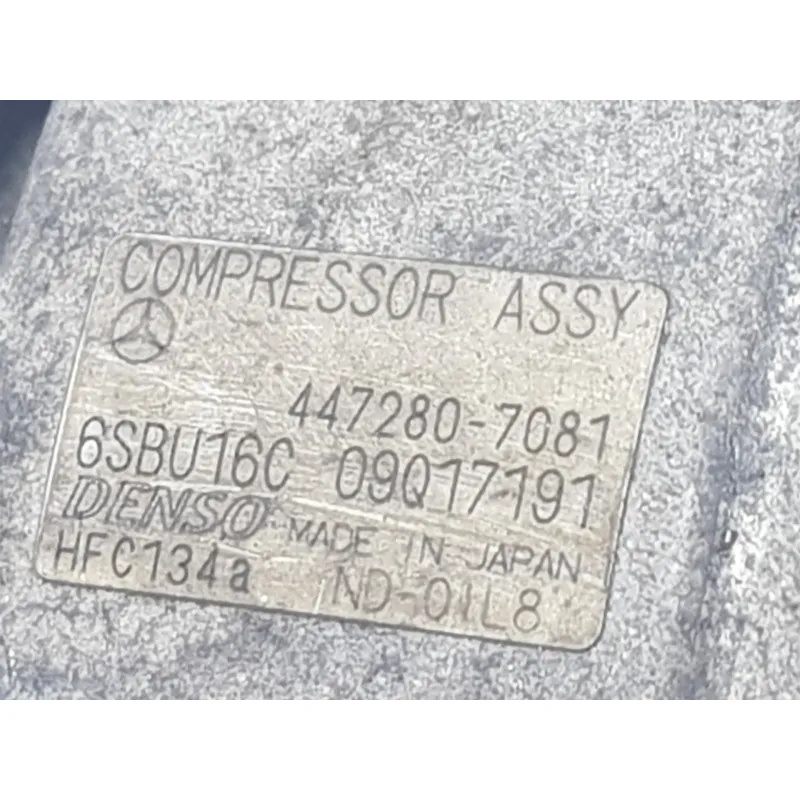 COMPRESSOR ASSY
447280-7081
6SBU16C 09Q17191
DENSO MADE IN JAPAN
HFC134a ND-OIL8